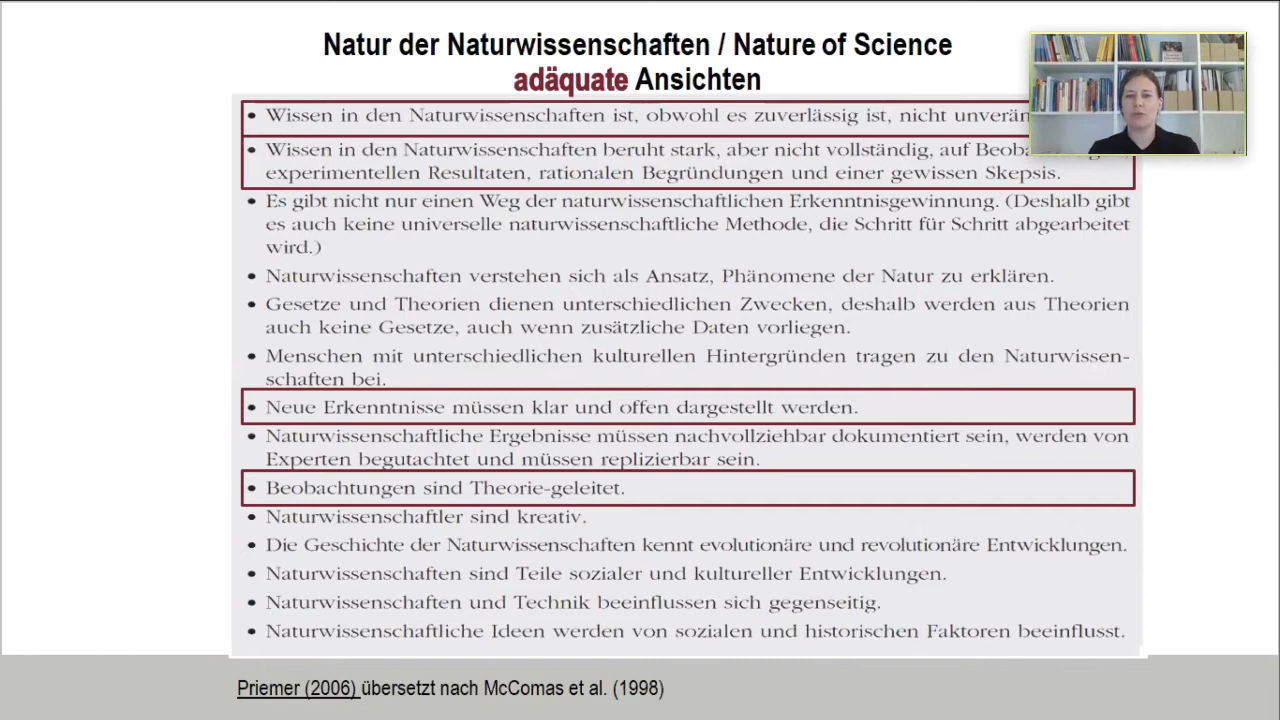 Natur der Naturwissenschaften / Nature of Science
adäquate Ansichten
• Wissen in den Naturwissenschaften ist, obwohl es zuverlässig ist, nicht
• Wissen in den Naturwissenschaften beruht stark, aber nicht vollständig, auf
experimentellen Resultaten, rationalen Begründungen und einer gewissen Skepsis.
• Es gibt nicht nur einen Weg der naturwissenschaftlichen Erkenntnisgewinnung. (Deshalb gibt
es auch keine universelle naturwissenschaftliche Methode, die Schritt für Schritt abgearbeitet
wird.)
• Naturwissenschaften verstehen sich als Ansatz, Phänomene der Natur zu erklären.
• Gesetze und Theorien dienen unterschiedlichen Zwecken, deshalb werden aus Theorien
auch keine Gesetze, auch wenn zusätzliche Daten vorliegen.
• Menschen mit unterschiedlichen kulturellen Hintergründen tragen zu den Naturwissen-
schaften bei.
• Neue Erkenntnisse müssen klar und offen dargestellt werden.
• Naturwissenschaftliche Ergebnisse müssen nachvollziehbar dokumentiert sein, werden von
Experten begutachtet und müssen replizierbar sein.
• Beobachtungen sind Theorie-geleitet.
• Naturwissenschaftler sind kreativ.
• Die Geschichte der Naturwissenschaften kennt evolutionäre und revolutionäre Entwicklungen.
• Naturwissenschaften sind Teile sozialer und kultureller Entwicklungen.
• Naturwissenschaften und Technik beeinflussen sich gegenseitig.
• Naturwissenschaftliche Ideen werden von sozialen und historischen Faktoren beeinflusst.
Priemer (2006) übersetzt nach McComas et al. (1998)